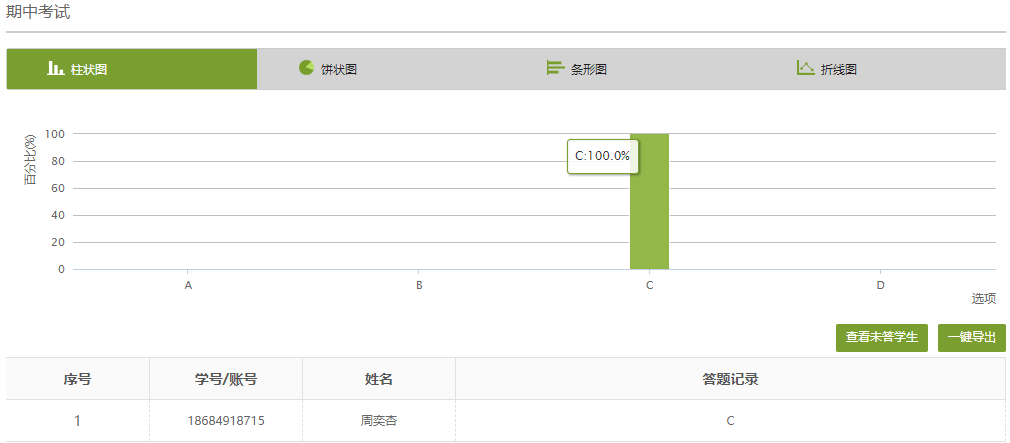 期中考试
柱状图 饼状图 条形图 折线图
百分比(%)
100
80
60
40
20
0
C:100.0%
A B C D
选项
查看未答学生 一键导出
序号 学号/账号 姓名 答题记录
1 18684918715 周奕杏 C